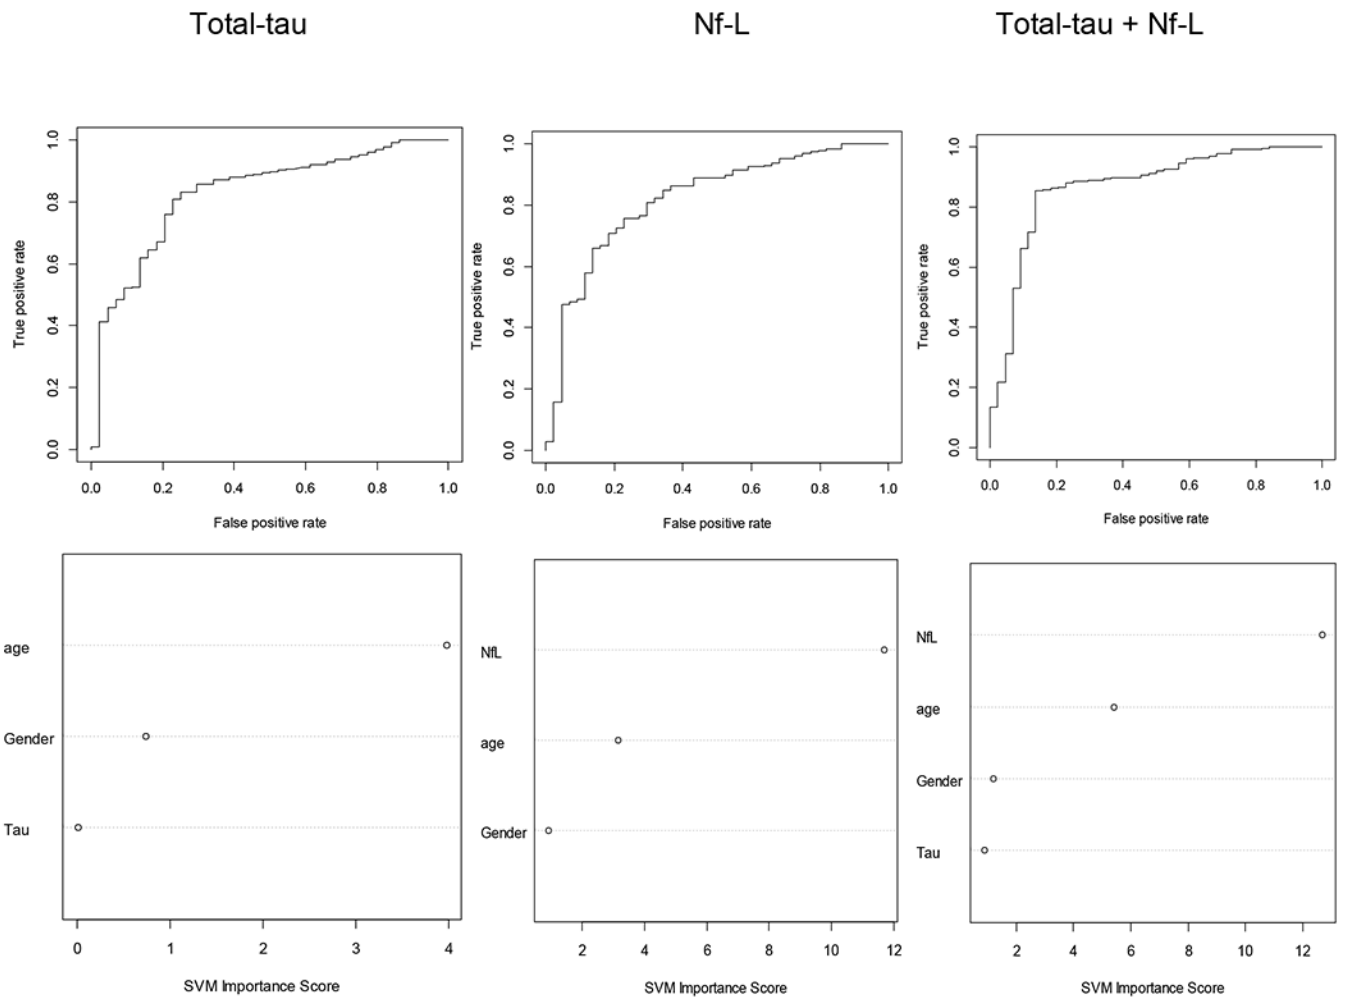 Total-tau
Nf-L
Total-tau + Nf-L
True positive rate
1.0
0.8
0.6
0.4
0.2
0.0
0.0 0.2 0.4 0.6 0.8 1.0
False positive rate
True positive rate
1.0
0.8
0.6
0.4
0.2
0.0
0.0 0.2 0.4 0.6 0.8 1.0
False positive rate
True positive rate
1.0
0.8
0.6
0.4
0.2
0.0
0.0 0.2 0.4 0.6 0.8 1.0
False positive rate
age
Gender
Tau
0 1 2 3 4
SVM Importance Score
NfL
age
Gender
2 4 6 8 10 12
SVM Importance Score
NfL
age
Gender
Tau
2 4 6 8 10 12
SVM Importance Score